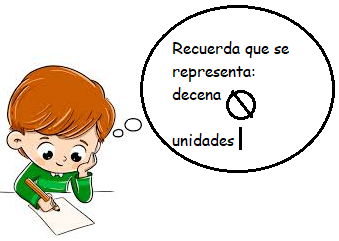 Recuerda que se
representa:
decena
unidades